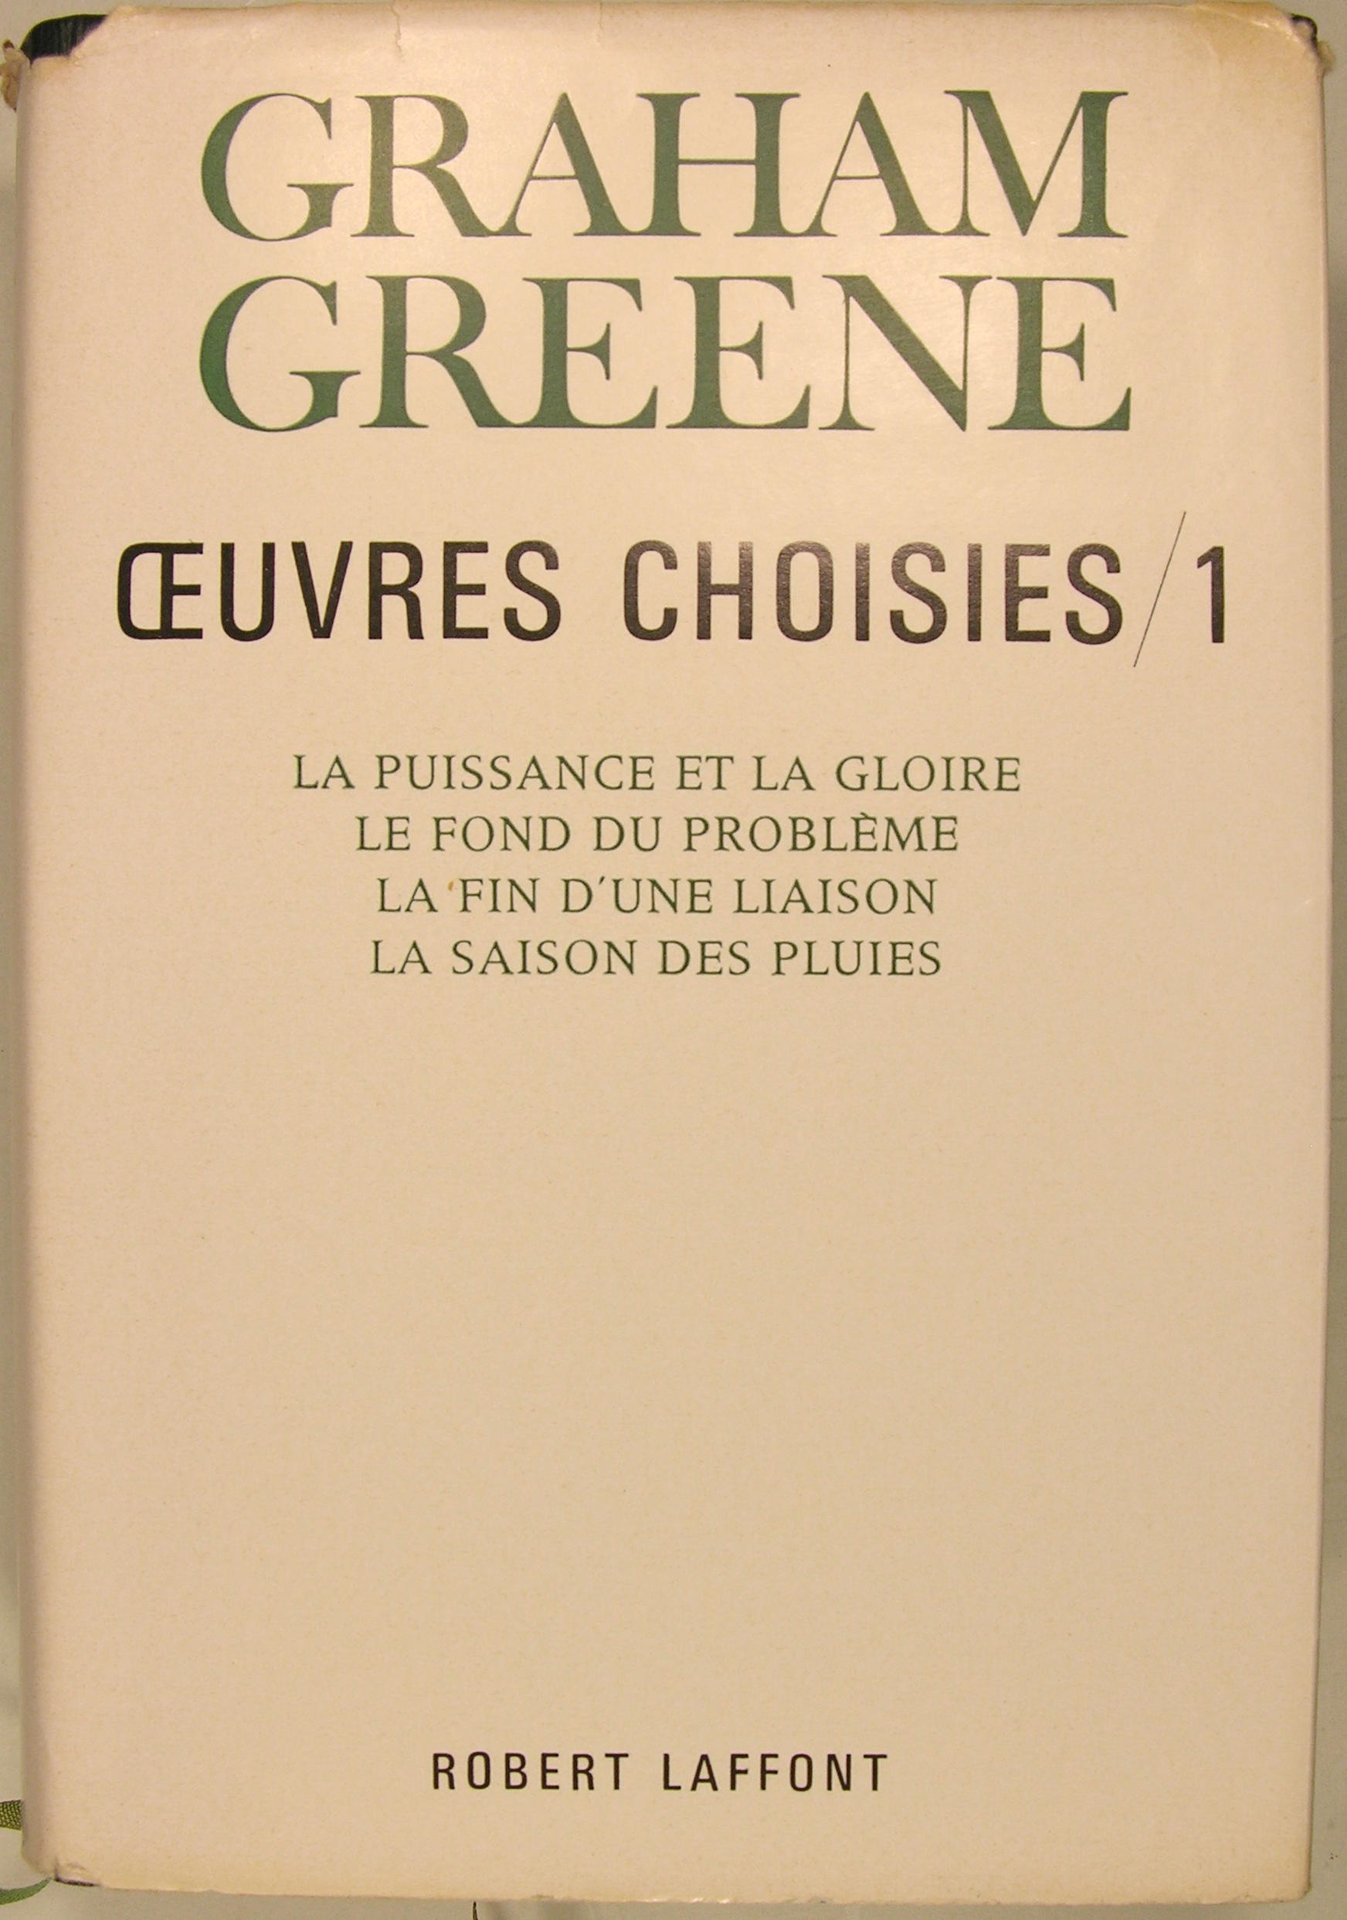 GRAHAM
GREENE
ŒUVRES CHOISIES/1
LA PUISSANCE ET LA GLOIRE
LE FOND DU PROBLÈME
LA FIN D'UNE LIAISON
LA SAISON DES PLUIES
ROBERT LAFFONT